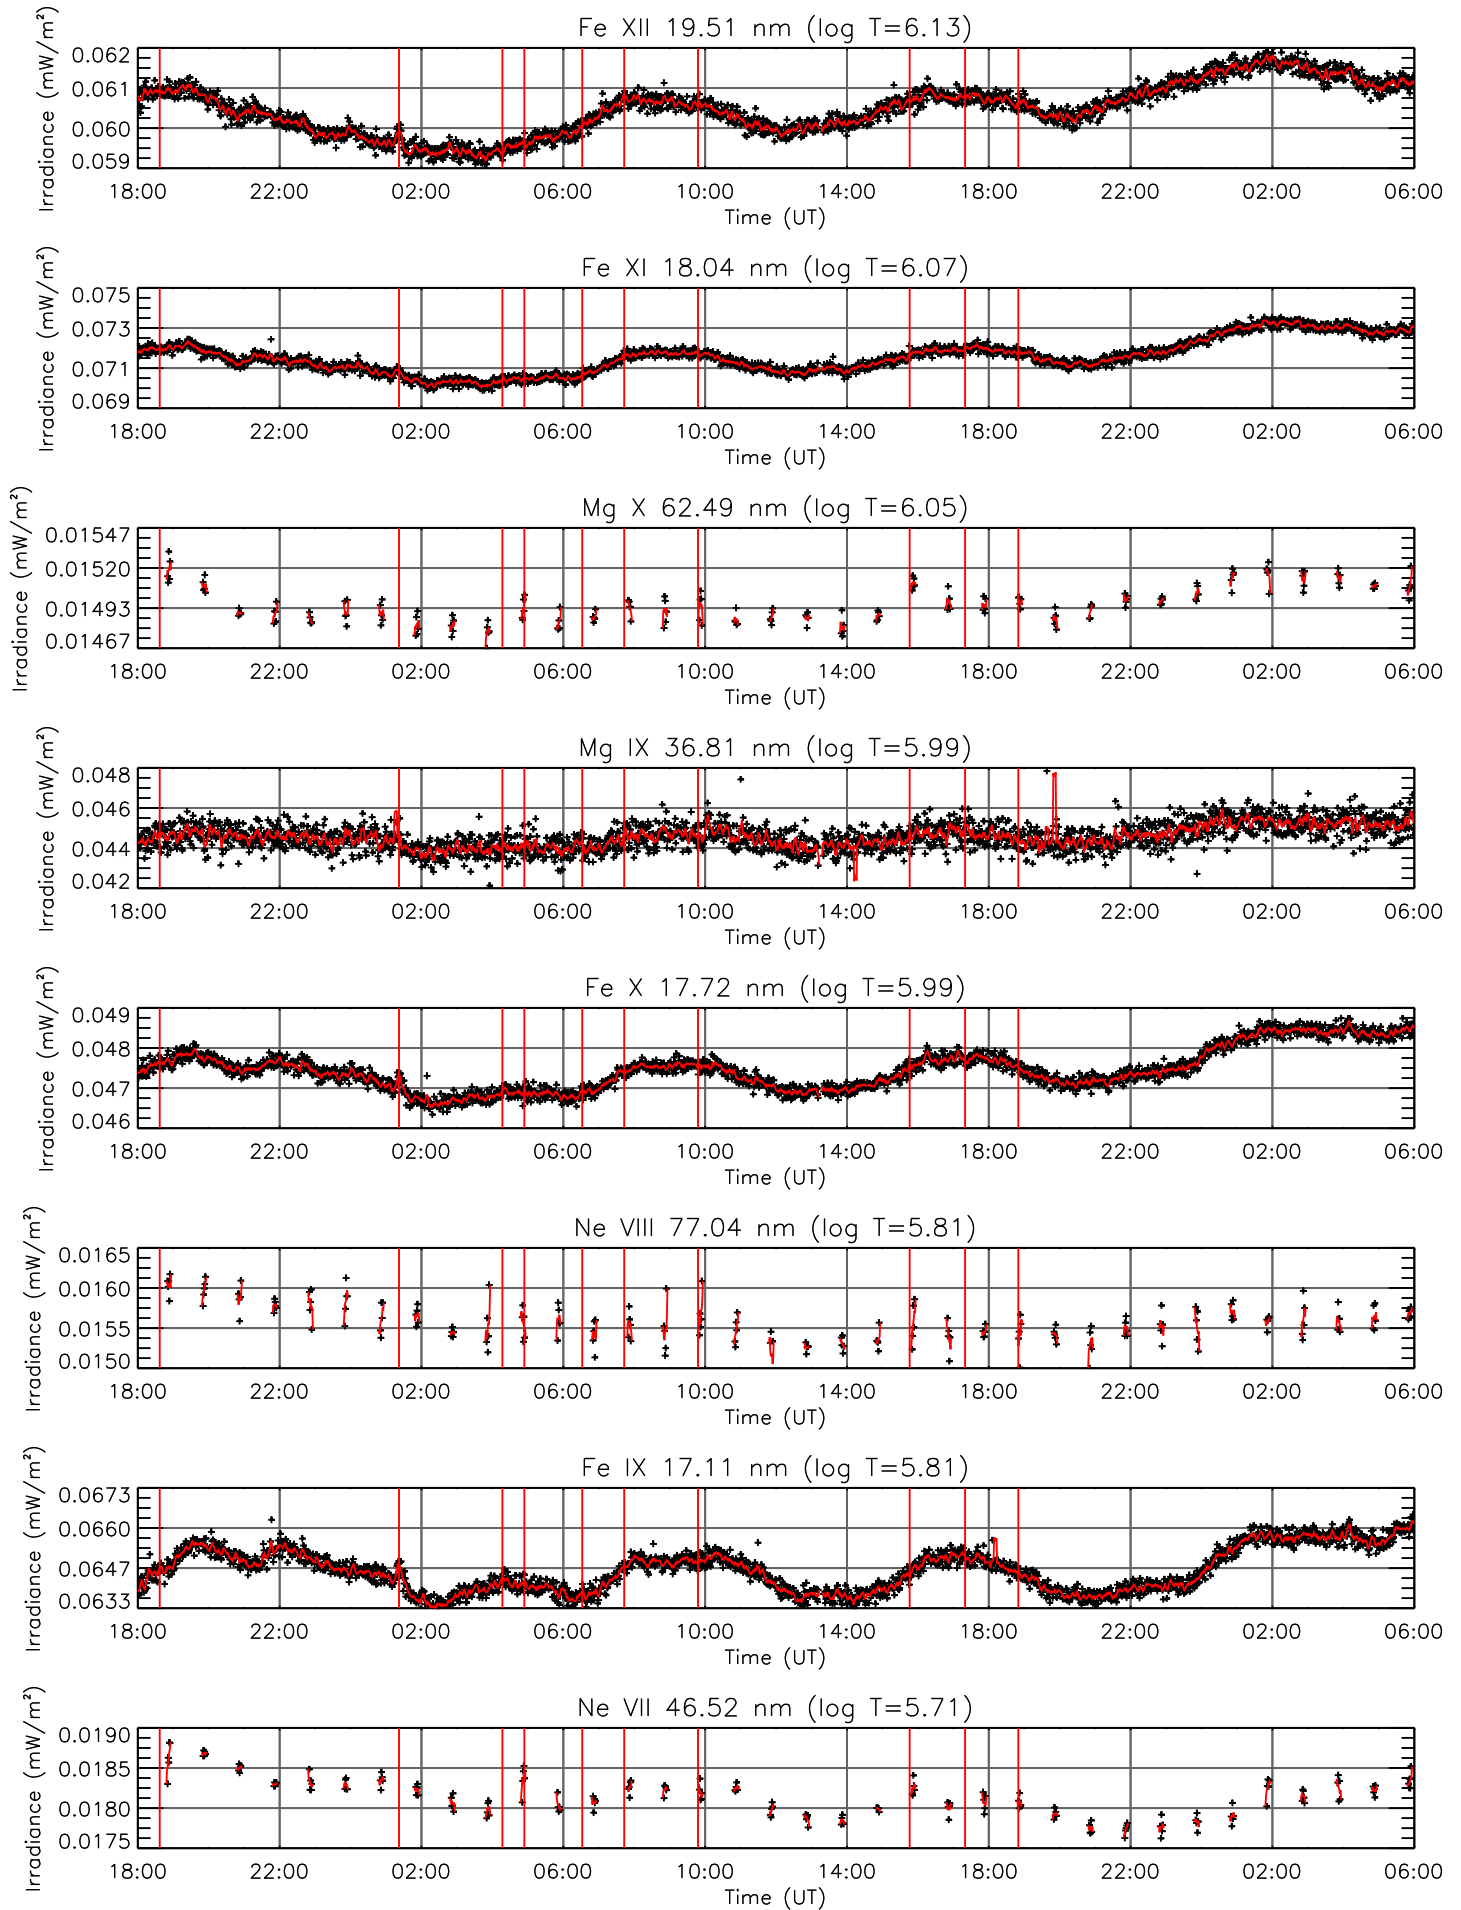 Fe XII 19.51 nm (log T=6.13)
Irradiance (mW/m²)
0.062
0.061
0.060
0.059
18:00 22:00 02:00 06:00 10:00 14:00 18:00 22:00 02:00 06:00
Time (UT)
Fe XI 18.04 nm (log T=6.07)
Irradiance (mW/m²)
0.075
0.073
0.071
0.069
18:00 22:00 02:00 06:00 10:00 14:00 18:00 22:00 02:00 06:00
Time (UT)
Mg X 62.49 nm (log T=6.05)
Irradiance (mW/m²)
0.01547
0.01520
0.01493
0.01467
18:00 22:00 02:00 06:00 10:00 14:00 18:00 22:00 02:00 06:00
Time (UT)
Mg IX 36.81 nm (log T=5.99)
Irradiance (mW/m²)
0.048
0.046
0.044
0.042
18:00 22:00 02:00 06:00 10:00 14:00 18:00 22:00 02:00 06:00
Time (UT)
Fe X 17.72 nm (log T=5.99)
Irradiance (mW/m²)
0.049
0.048
0.047
0.046
18:00 22:00 02:00 06:00 10:00 14:00 18:00 22:00 02:00 06:00
Time (UT)
Ne VIII 77.04 nm (log T=5.81)
Irradiance (mW/m²)
0.0165
0.0160
0.0155
0.0150
18:00 22:00 02:00 06:00 10:00 14:00 18:00 22:00 02:00 06:00
Time (UT)
Fe IX 17.11 nm (log T=5.81)
Irradiance (mW/m²)
0.0673
0.0660
0.0647
0.0633
18:00 22:00 02:00 06:00 10:00 14:00 18:00 22:00 02:00 06:00
Time (UT)
Ne VII 46.52 nm (log T=5.71)
Irradiance (mW/m²)
0.0190
0.0185
0.0180
0.0175
18:00 22:00 02:00 06:00 10:00 14:00 18:00 22:00 02:00 06:00
Time (UT)